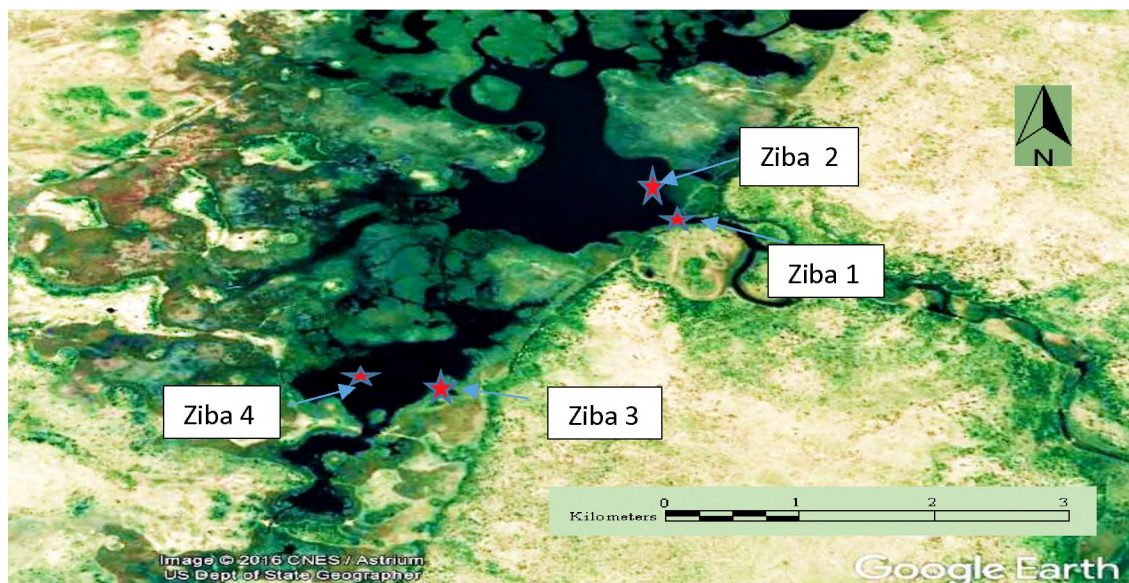 Ziba  2
N
Ziba 1
Ziba 4
Ziba 3
0 1 2 3
Kilometers
Image © 2016 CNES / Astrium
US Dept of State Geographer
Google Earth